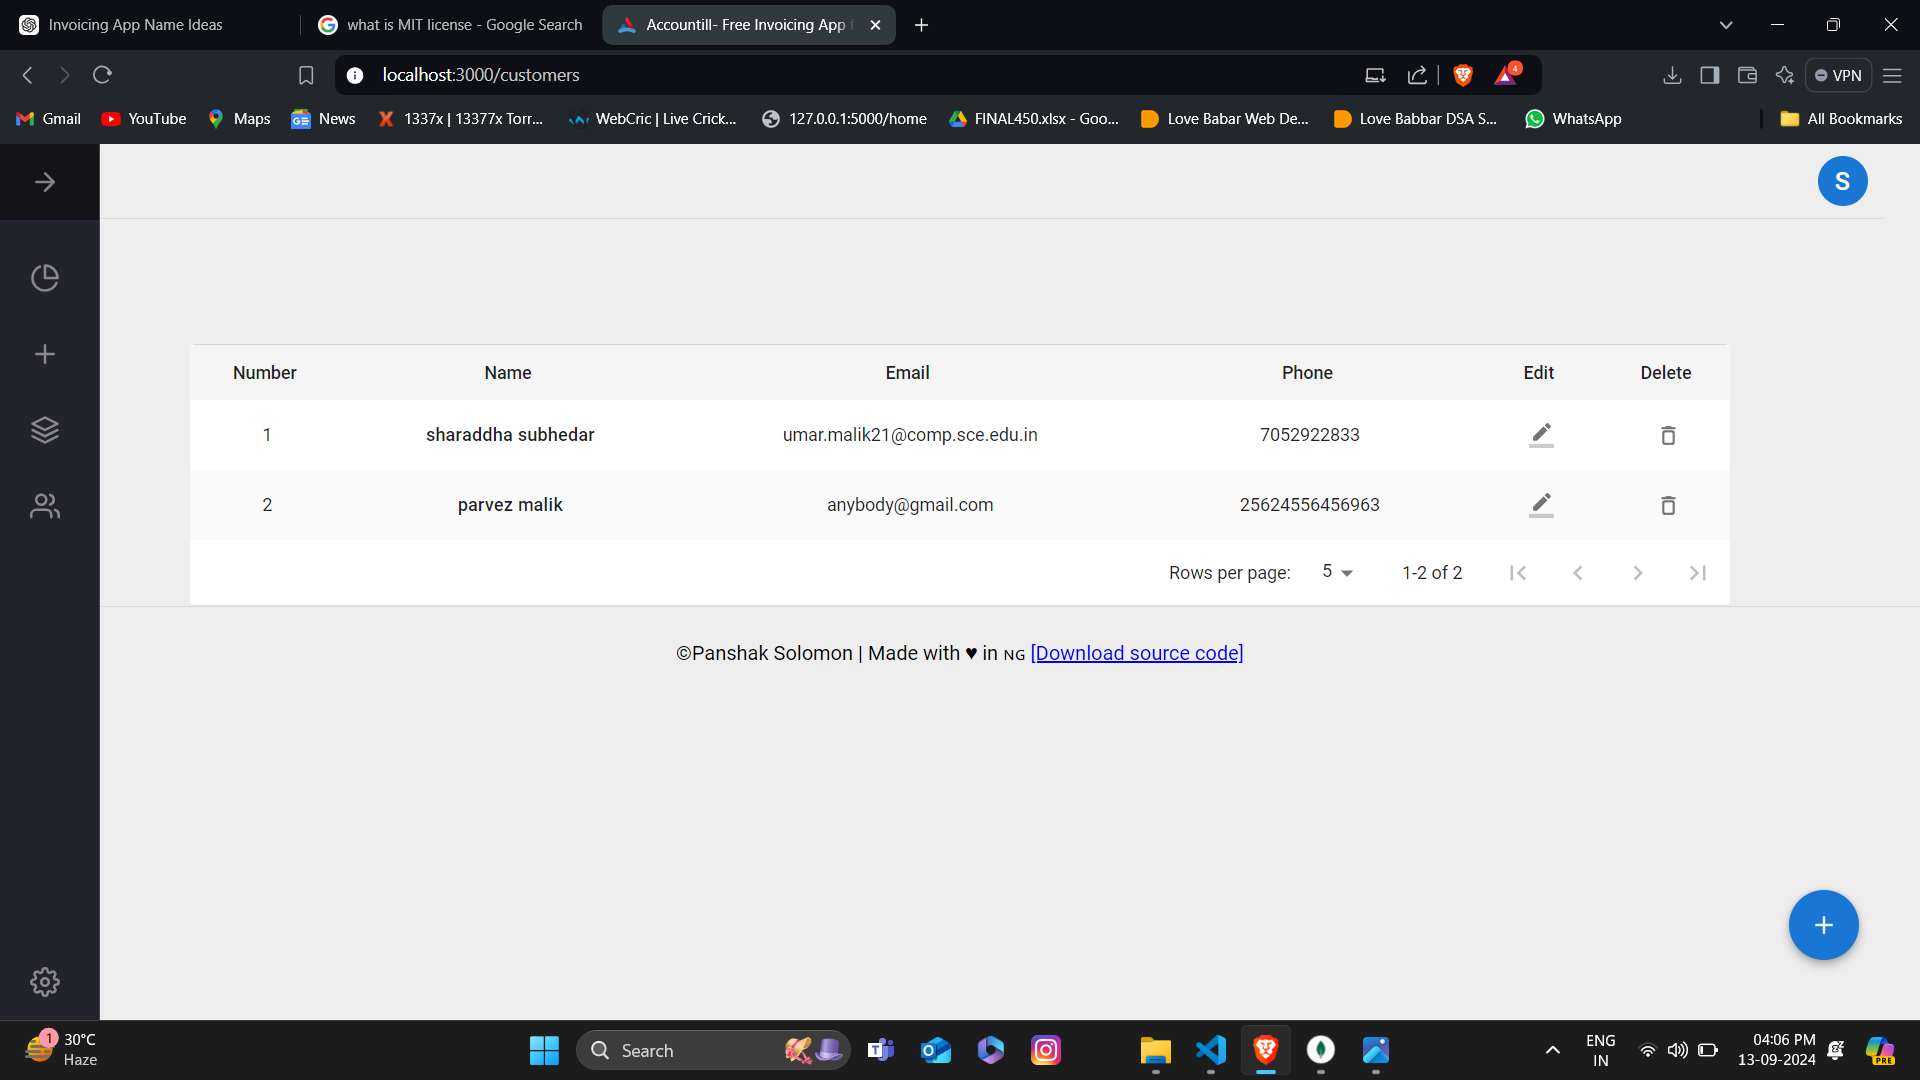 Invoicing App Name Ideas
what is MIT license - Google Search
Accountill- Free Invoicing App
localhost:3000/customers
4
VPN
Gmail
YouTube
Maps
News
1337x | 13377x Torr...
WebCric | Live Crick...
127.0.0.1:5000/home
FINAL450.xlsx - Goo...
Love Babar Web De...
Love Babbar DSA S...
WhatsApp
All Bookmarks
S
Number Name Email Phone Edit Delete
1 sharaddha subhedar umar.malik21@comp.sce.edu.in 7052922833
2 parvez malik anybody@gmail.com 25624556456963
Rows per page: 5 1-2 of 2
©Panshak Solomon | Made with ♥ in NG [Download source code]
+
1
30°C
Haze
Search
ENG
IN
04:06 PM
13-09-2024
PRE